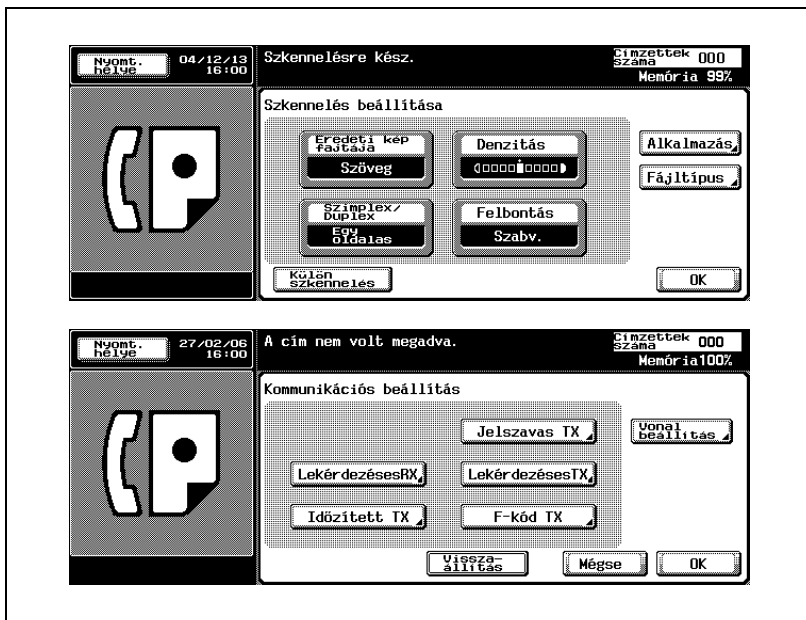 Nyomt. helye
04/12/13
16:00
Szkennelésre kész.
Címzettek száma 000
Memória 99%
Szkennelés beállítása
Eredeti kép fajtája
Szöveg
Denzitás
Alkalmazás
Fájltípus
Szimplex/ Duplex
Egy oldalas
Felbontás
Szabv.
Külön szkennelés
OK
Nyomt. helye
27/02/06
16:00
A cím nem volt megadva.
Címzettek száma 000
Memória100%
Kommunikációs beállítás
Jelszavas TX
Vonal beállítás
LekérdezésesRX
LekérdezésesTX
Időzített TX
F-kód TX
Vissza- állítás
Mégse
OK